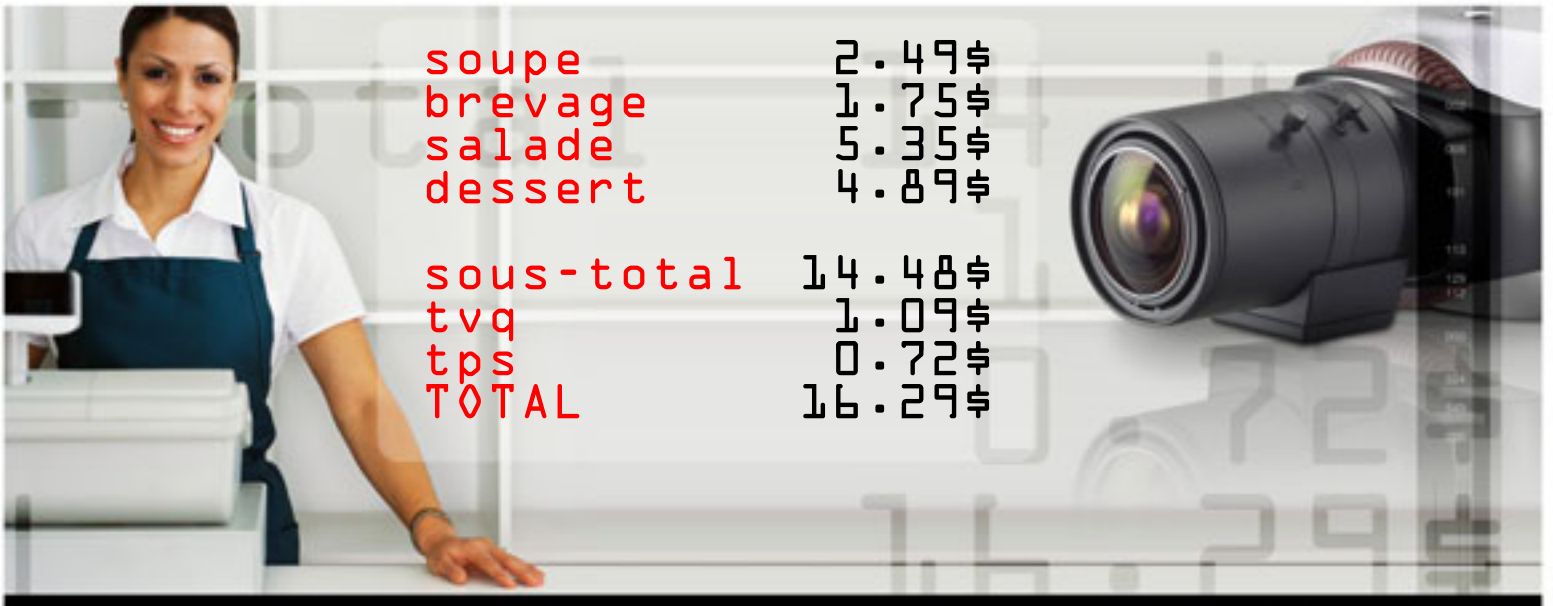 soupe 2.49$
brevage 1.75$
salade 5.35$
dessert 4.89$
sous-total 14.48$
tvq 1.09$
tps 0.72$
TOTAL 16.29$